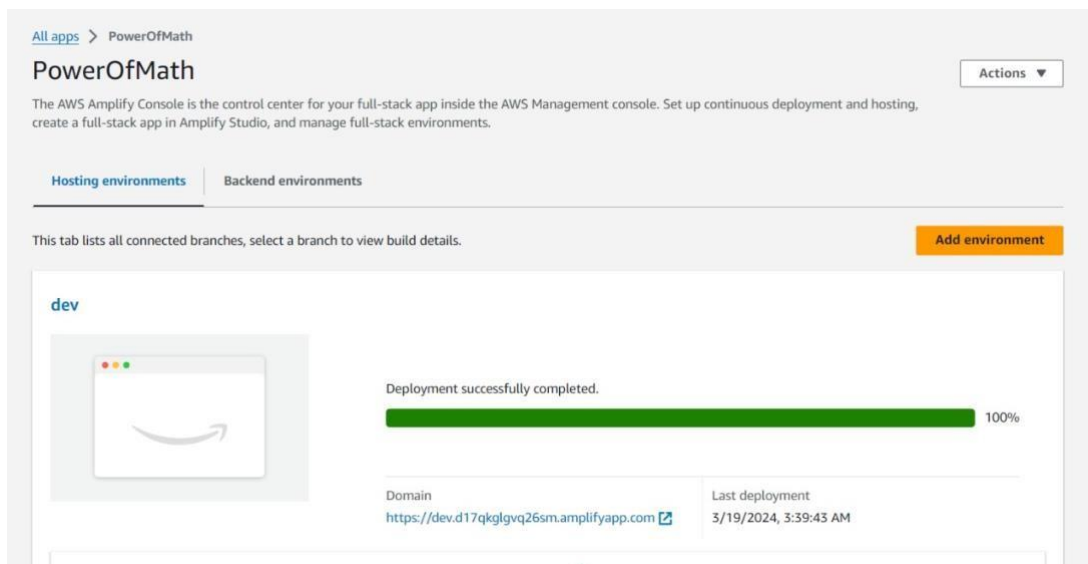 All apps > PowerOfMath
PowerOfMath
Actions ▼
The AWS Amplify Console is the control center for your full-stack app inside the AWS Management console. Set up continuous deployment and hosting,
create a full-stack app in Amplify Studio, and manage full-stack environments.
Hosting environments
Backend environments
This tab lists all connected branches, select a branch to view build details.
Add environment
dev
Deployment successfully completed.
100%
Domain
Last deployment
https://dev.d17qkglgvq26sm.amplifyapp.com
3/19/2024, 3:39:43 AM